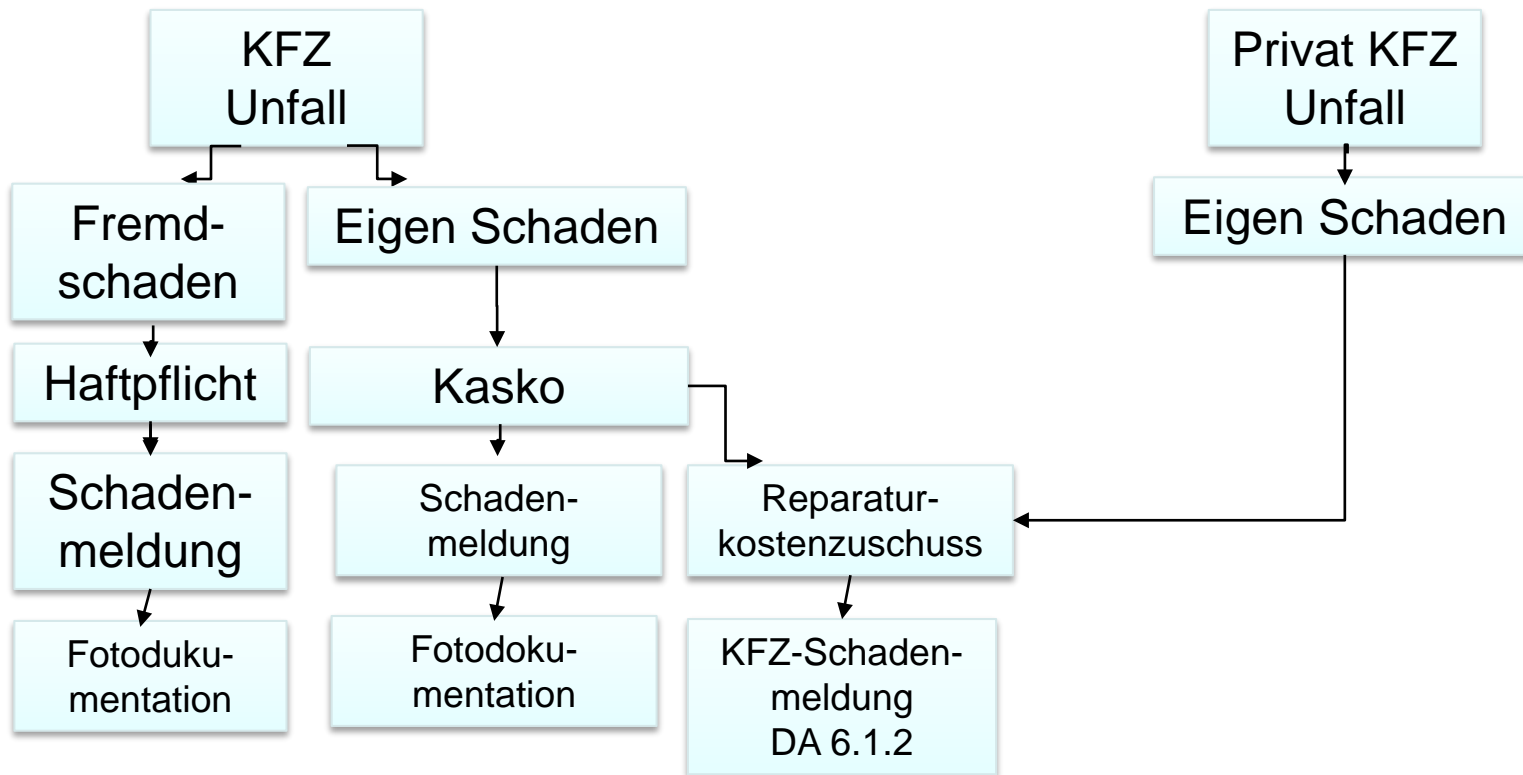 KFZ
Unfall
Privat KFZ
Unfall
Fremd-
schaden
Eigen Schaden
Eigen Schaden
Haftpflicht
Kasko
Schaden-
meldung
Schaden-
meldung
Reparatur-
kostenzuschuss
Fotoduku-
mentation
Fotodoku-
mentation
KFZ-Schaden-
meldung
DA 6.1.2